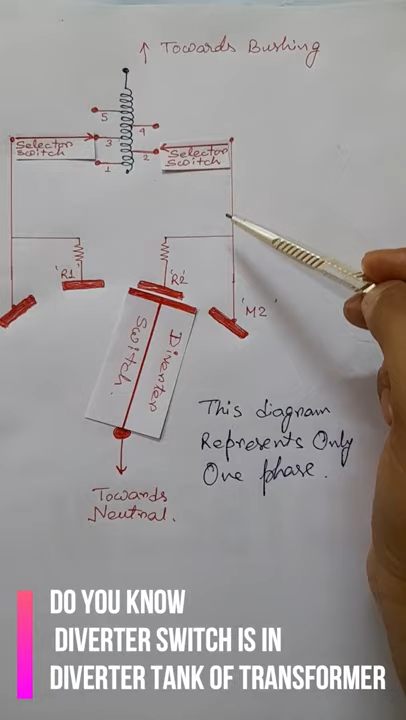 ↑ Towards Bushing
5
4
3
2
1
Selector
Switch
Selector
Switch
'R1'
'R2'
'M2'
Diverter
Switch.
This diagram
Represents Only
One phase.
Towards
Neutral.
DO YOU KNOW
DIVERTER SWITCH IS IN
DIVERTER TANK OF TRANSFORMER